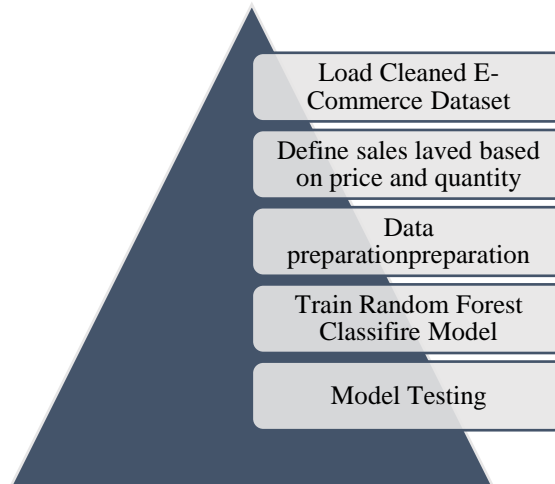 Load Cleaned E-
Commerce Dataset
Define sales laved based
on price and quantity
Data
preparationpreparation
Train Random Forest
Classifire Model
Model Testing